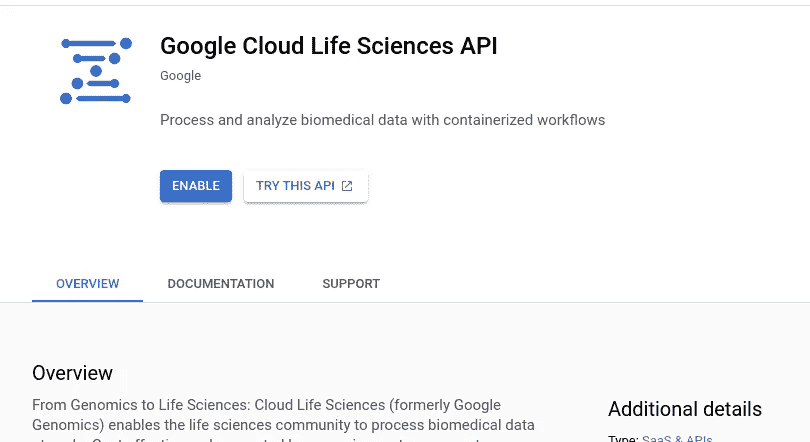 Google Cloud Life Sciences API
Google
Process and analyze biomedical data with containerized workflows
ENABLE
TRY THIS API
OVERVIEW
DOCUMENTATION
SUPPORT
Overview
From Genomics to Life Sciences: Cloud Life Sciences (formerly Google
Genomics) enables the life sciences community to process biomedical data
Additional details
Type: SaaS & APIs